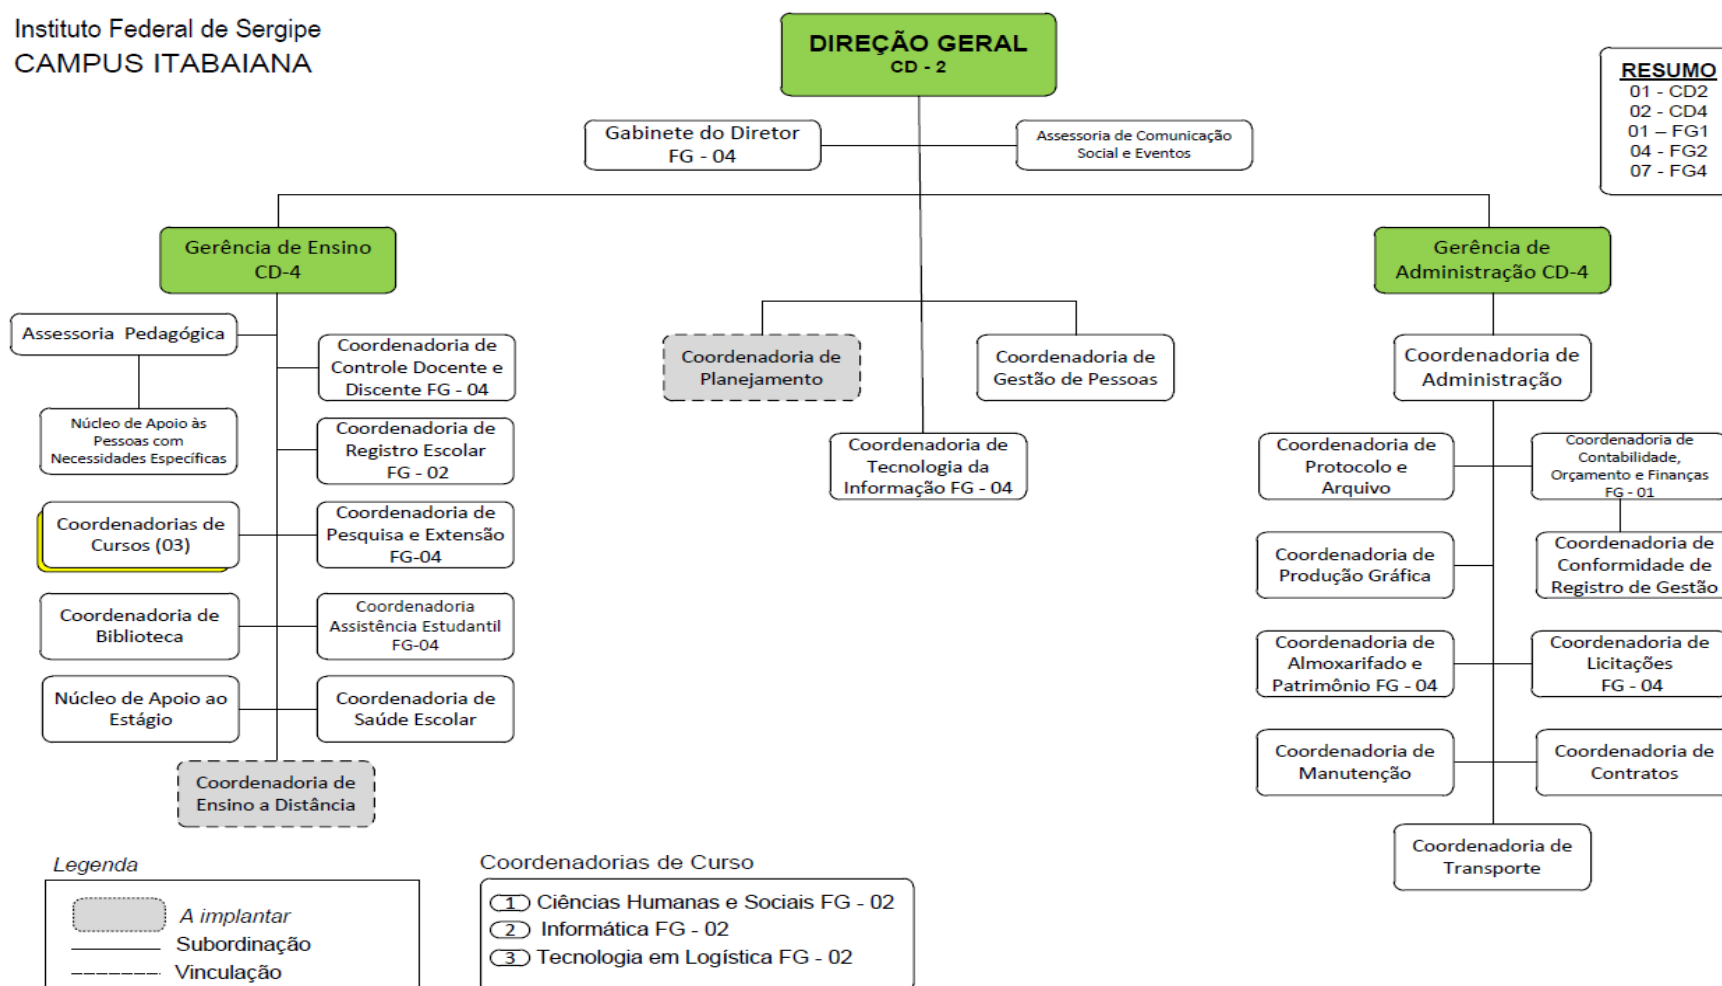 Instituto Federal de Sergipe
CAMPUS ITABAIANA
DIREÇÃO GERAL
CD - 2
RESUMO
01 - CD2
02 - CD4
01 – FG1
04 - FG2
07 - FG4
Gabinete do Diretor
FG - 04
Assessoria de Comunicação
Social e Eventos
Gerência de Ensino
CD-4
Gerência de
Administração CD-4
Assessoria  Pedagógica
Núcleo de Apoio às
Pessoas com
Necessidades Específicas
Coordenadoria de
Controle Docente e
Discente FG - 04
Coordenadoria de
Registro Escolar
FG - 02
Coordenadorias de
Cursos (03)
Coordenadoria de
Pesquisa e Extensão
FG-04
Coordenadoria de
Biblioteca
Coordenadoria
Assistência Estudantil
FG-04
Núcleo de Apoio ao
Estágio
Coordenadoria de
Saúde Escolar
Coordenadoria de
Ensino a Distância
Coordenadoria de
Planejamento
Coordenadoria de
Gestão de Pessoas
Coordenadoria de
Tecnologia da
Informação FG - 04
Coordenadoria de
Administração
Coordenadoria de
Protocolo e
Arquivo
Coordenadoria de
Contabilidade,
Orçamento e Finanças
FG - 01
Coordenadoria de
Produção Gráfica
Coordenadoria de
Conformidade de
Registro de Gestão
Coordenadoria de
Almoxarifado e
Patrimônio FG - 04
Coordenadoria de
Licitações
FG - 04
Coordenadoria de
Manutenção
Coordenadoria de
Contratos
Coordenadoria de
Transporte
Legenda
A implantar
Subordinação
Vinculação
Coordenadorias de Curso
1 Ciências Humanas e Sociais FG - 02
2 Informática FG - 02
3 Tecnologia em Logística FG - 02